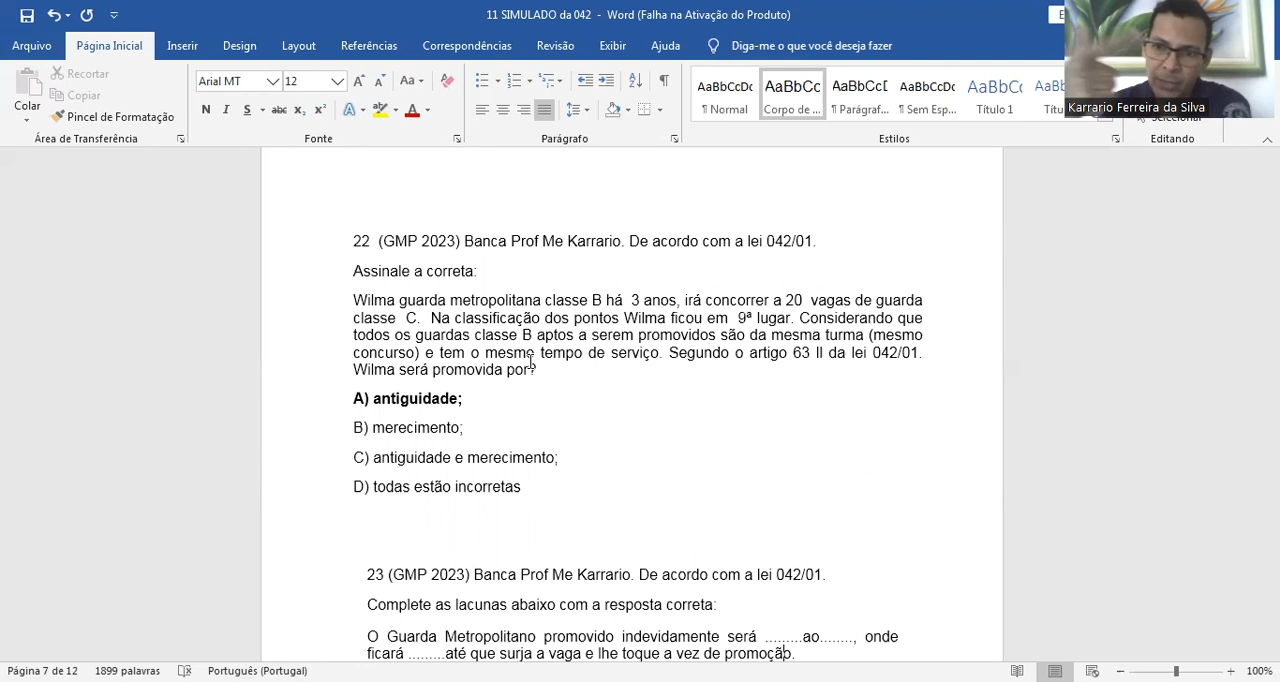 11 SIMULADO da 042 - Word (Falha na Ativação do Produto)
Arquivo Página Inicial Inserir Design Layout Referências Correspondências Revisão Exibir Ajuda Diga-me o que você deseja fazer
Colar
Recortar
Copiar
Pincel de Formatação
Área de Transferência
Arial MT 12
N I S abc x₂ x²
Fonte
Parágrafo
AaBbCcDc AaBbCc AaBbCcD AaBbCcDc AaBbCc
¶ Normal Corpo de ... ¶ Parágraf... ¶ Sem Esp... Título 1
Estilos
Editando
Karrario Ferreira da Silva
22 (GMP 2023) Banca Prof Me Karrario. De acordo com a lei 042/01.
Assinale a correta:
Wilma guarda metropolitana classe B há 3 anos, irá concorrer a 20 vagas de guarda
classe C. Na classificação dos pontos Wilma ficou em 9ª lugar. Considerando que
todos os guardas classe B aptos a serem promovidos são da mesma turma (mesmo
concurso) e tem o mesmo tempo de serviço. Segundo o artigo 63 II da lei 042/01.
Wilma será promovida por?
A) antiguidade;
B) merecimento;
C) antiguidade e merecimento;
D) todas estão incorretas
23 (GMP 2023) Banca Prof Me Karrario. De acordo com a lei 042/01.
Complete as lacunas abaixo com a resposta correta:
O Guarda Metropolitano promovido indevidamente será .........ao........, onde
ficará .........até que surja a vaga e lhe toque a vez de promoção.
Página 7 de 12 1899 palavras Português (Portugal) 100%